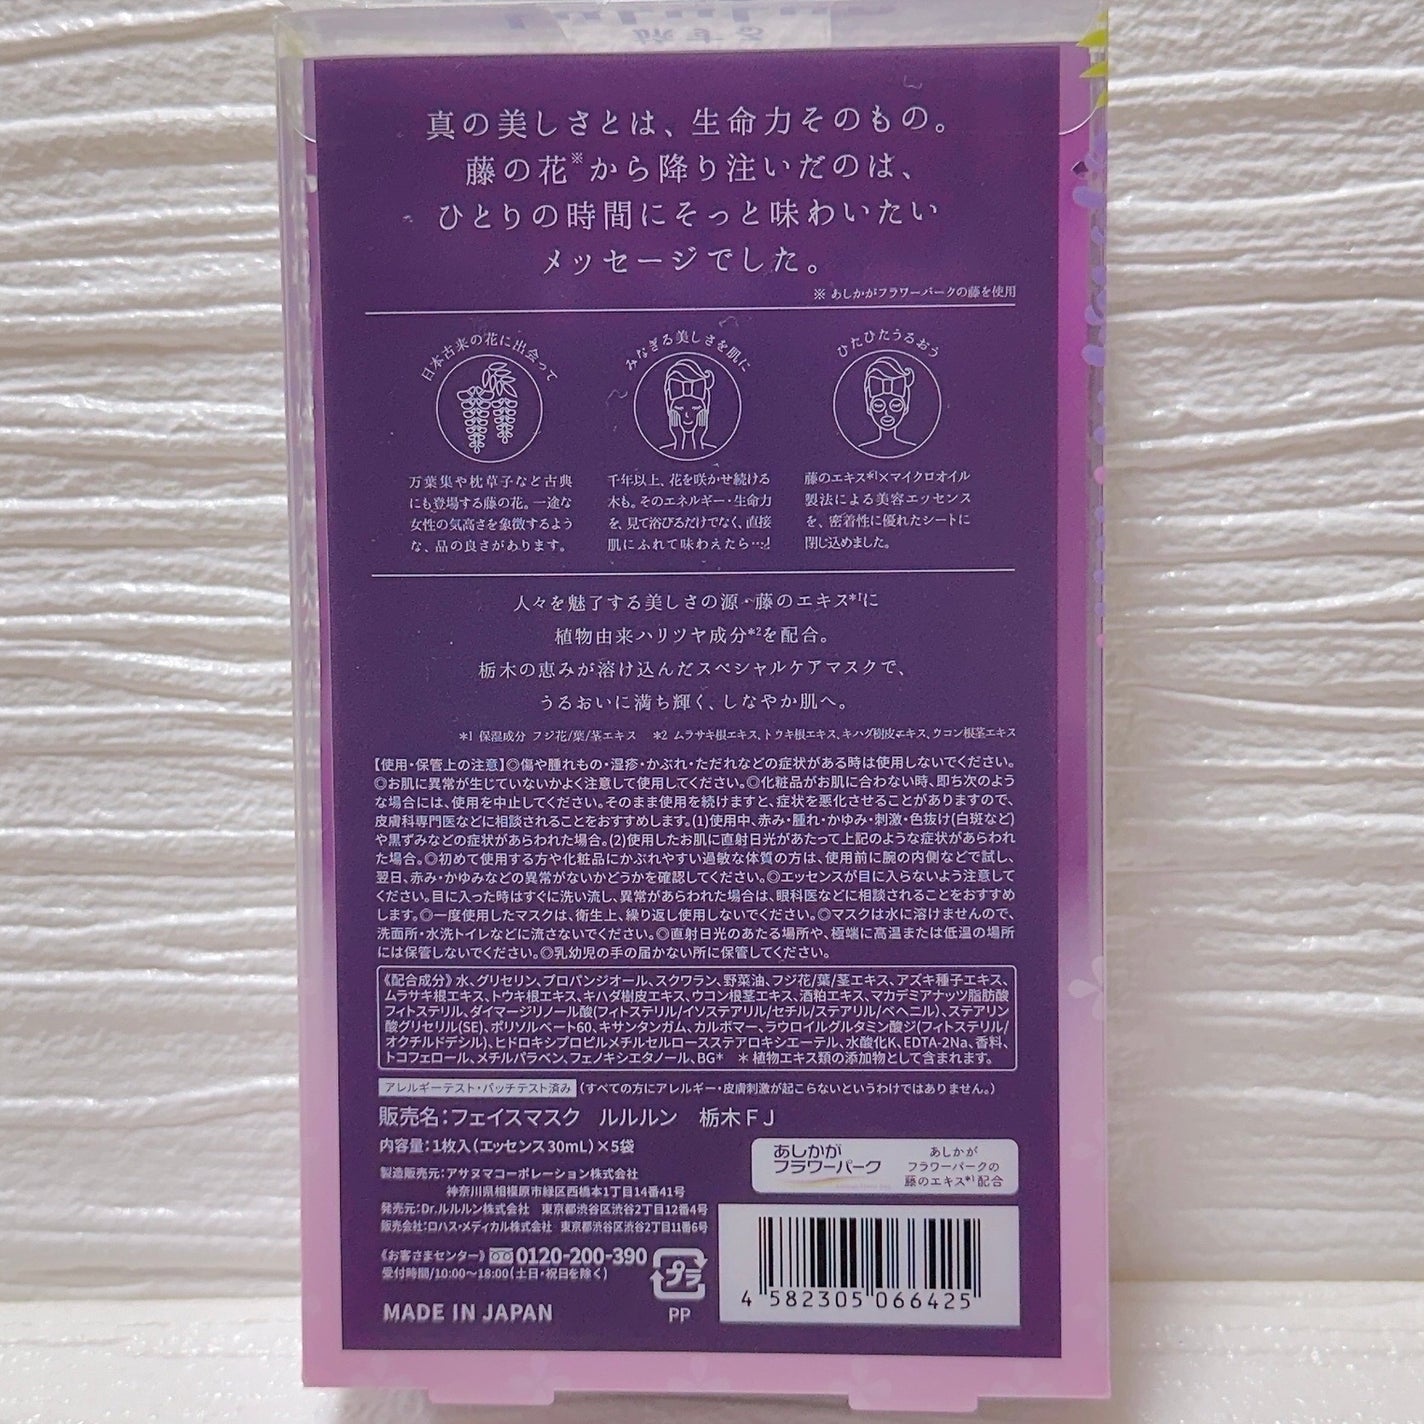 旅する
真の美しさとは、生命力そのもの。
藤の花※から降り注いだのは、
ひとりの時間にそっと味わいたい
メッセージでした。
※ あしかがフラワーパークの藤を使用
日本古来の花に出会って
万葉集や枕草子など古典
にも登場する藤の花。一途な
女性の気高さを象徴するよう
な、品の良さがあります。
みなぎる美しさを肌に
千年以上、花を咲かせ続ける
木も。そのエネルギー・生命力
を、見て浴びるだけでなく、直接
肌にふれて味わえたら…!
ひたひたうるおう
藤のエキス*1×マイクロオイル
製法による美容エッセンス
を、密着性に優れたシートに
閉じ込めました。
人々を魅了する美しさの源・藤のエキス*1に
植物由来ハリツヤ成分*2を配合。
栃木の恵みが溶け込んだスペシャルケアマスクで、
うるおいに満ち輝く、しなやか肌へ。
*1 保湿成分 フジ花/葉/茎エキス *2 ムラサキ根エキス、トウキ根エキス、キハダ樹皮エキス、ウコン根茎エキス
【使用・保管上の注意】◎傷や腫れもの・湿疹・かぶれ・ただれなどの症状がある時は使用しないでください。
◎お肌に異常が生じていないかよく注意して使用してください。◎化粧品がお肌に合わない時、即ち次のよう
な場合には、使用を中止してください。そのまま使用を続けますと、症状を悪化させることがありますので、
皮膚科専門医などに相談されることをおすすめします。(1)使用中、赤み・腫れ・かゆみ・刺激・色抜け(白斑など)
や黒ずみなどの症状があらわれた場合。(2)使用したお肌に直射日光があたって上記のような症状があらわれ
た場合。◎初めて使用する方や化粧品にかぶれやすい過敏な体質の方は、使用前に腕の内側などで試し、
翌日、赤み・かゆみなどの異常がないかどうかを確認してください。◎エッセンスが目に入らないよう注意して
ください。目に入った時はすぐに洗い流し、異常があらわれた場合は、眼科医などに相談されることをおすすめ
します。◎一度使用したマスクは、衛生上、繰り返し使用しないでください。◎マスクは水に溶けませんので、
洗面所・水洗トイレなどに流さないでください。◎直射日光のあたる場所や、極端に高温または低温の場所
には保管しないでください。◎乳幼児の手の届かない所に保管してください。
《配合成分》水、グリセリン、プロパンジオール、スクワラン、野菜油、フジ花/葉/茎エキス、アズキ種子エキス、
ムラサキ根エキス、トウキ根エキス、キハダ樹皮エキス、ウコン根茎エキス、酒粕エキス、マカデミアナッツ脂肪酸
フィトステリル、ダイマージリノール酸(フィトステリル/イソステアリル/セチル/ステアリル/ベヘニル)、ステアリン
酸グリセリル(SE)、ポリソルベート60、キサンタンガム、カルボマー、ラウロイルグルタミン酸ジ(フィトステリル/
オクチルドデシル)、ヒドロキシプロピルメチルセルロースステアロキシエーテル、水酸化K、EDTA-2Na、香料、
トコフェロール、メチルパラベン、フェノキシエタノール、BG* *植物エキス類の添加物として含まれます。
アレルギーテスト・パッチテスト済み (すべての方にアレルギー・皮膚刺激が起こらないというわけではありません。)
販売名:フェイスマスク ルルルン 栃木FJ
内容量:1枚入(エッセンス30mL)×5袋
製造販売元:アサヌマコーポレーション株式会社
神奈川県相模原市緑区西橋本1丁目14番41号
発売元:Dr.ルルルン株式会社 東京都渋谷区渋谷2丁目12番4号
販売会社:ロハス・メディカル株式会社 東京都渋谷区渋谷2丁目11番6号
《お客さまセンター》 0120-200-390
受付時間/10:00〜18:00(土日・祝日を除く)
MADE IN JAPAN
プラ
PP
あしかが
フラワーパーク
あしかが
フラワーパークの
藤のエキス*1配合
4 582305 066425